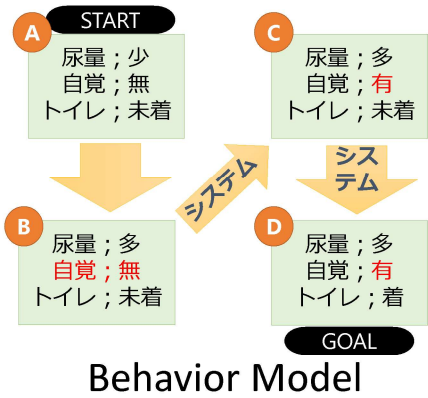 A
START
尿量；少
自覚；無
トイレ；未着
B
尿量；多
自覚；無
トイレ；未着
システム
C
尿量；多
自覚；有
トイレ；未着
シス
テム
D
尿量；多
自覚；有
トイレ；着
GOAL
Behavior Model